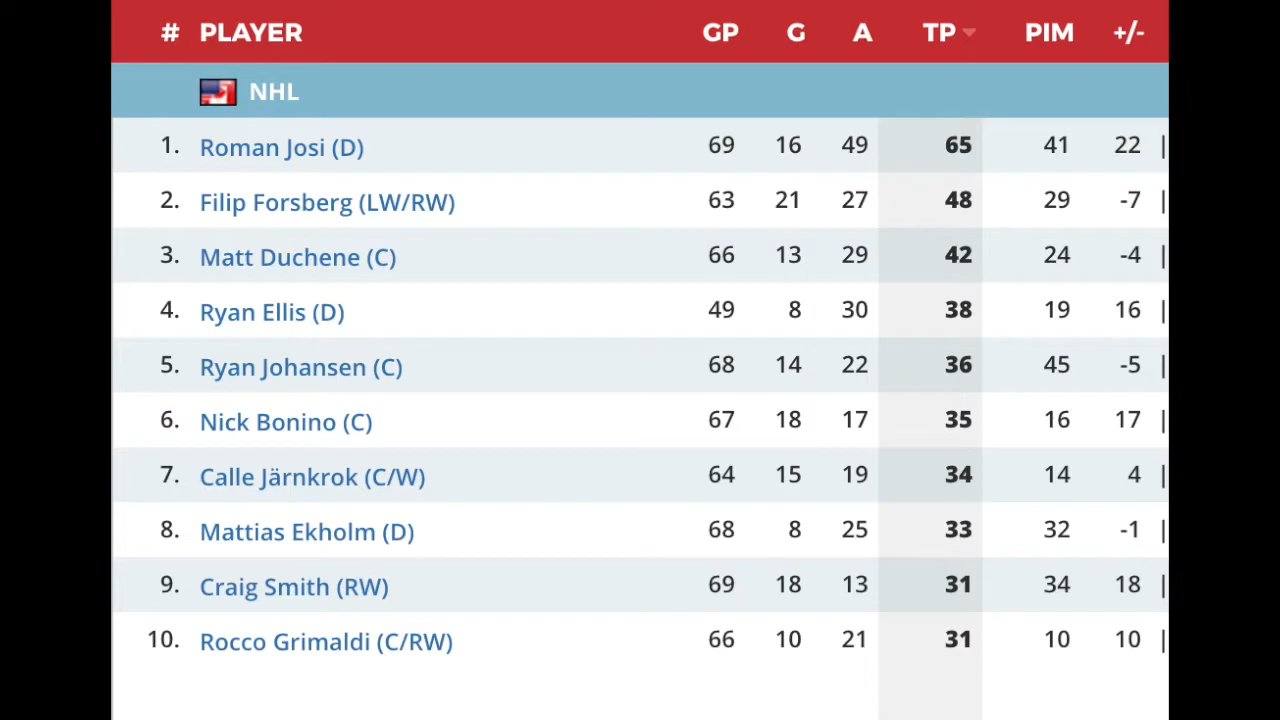 # PLAYER GP G A TP PIM +/-
NHL
1. Roman Josi (D) 69 16 49 65 41 22 |
2. Filip Forsberg (LW/RW) 63 21 27 48 29 -7 |
3. Matt Duchene (C) 66 13 29 42 24 -4 |
4. Ryan Ellis (D) 49 8 30 38 19 16 |
5. Ryan Johansen (C) 68 14 22 36 45 -5 |
6. Nick Bonino (C) 67 18 17 35 16 17 |
7. Calle Järnkrok (C/W) 64 15 19 34 14 4 |
8. Mattias Ekholm (D) 68 8 25 33 32 -1 |
9. Craig Smith (RW) 69 18 13 31 34 18 |
10. Rocco Grimaldi (C/RW) 66 10 21 31 10 10 |